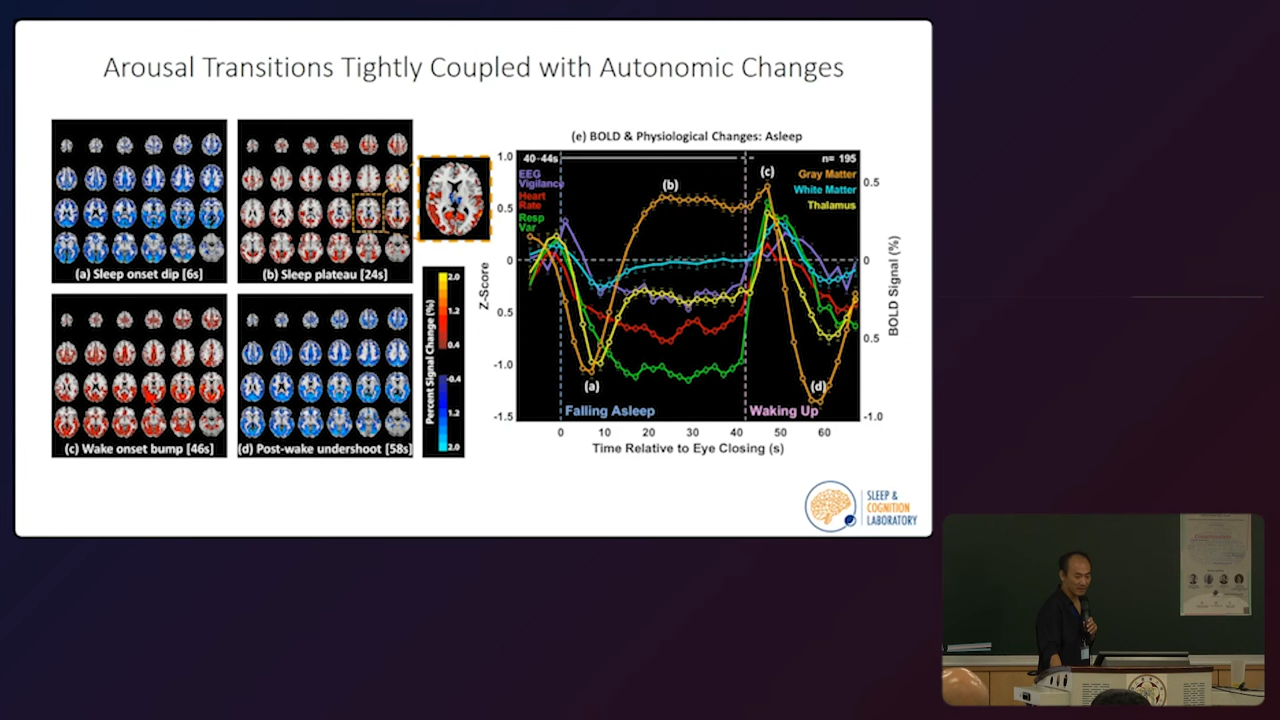 Arousal Transitions Tightly Coupled with Autonomic Changes
(a) Sleep onset dip [6s]
(b) Sleep plateau [24s]
(c) Wake onset bump [46s]
(d) Post-wake undershoot [58s]
Percent Signal Change (%)
2.0
1.2
0.4
-0.4
1.2
2.0
(e) BOLD & Physiological Changes: Asleep
40-44s
n= 195
EEG
Vigilance
Heart
Rate
Resp
Var
Gray Matter
White Matter
Thalamus
(a)
(b)
(c)
(d)
Falling Asleep
Waking Up
Z-Score
1.0
0.5
0
0.5
-1.0
-1.5
BOLD Signal (%)
0.5
0
0.5
-1.0
0 10 20 30 40 50 60
Time Relative to Eye Closing (s)
SLEEP &
COGNITION
LABORATORY